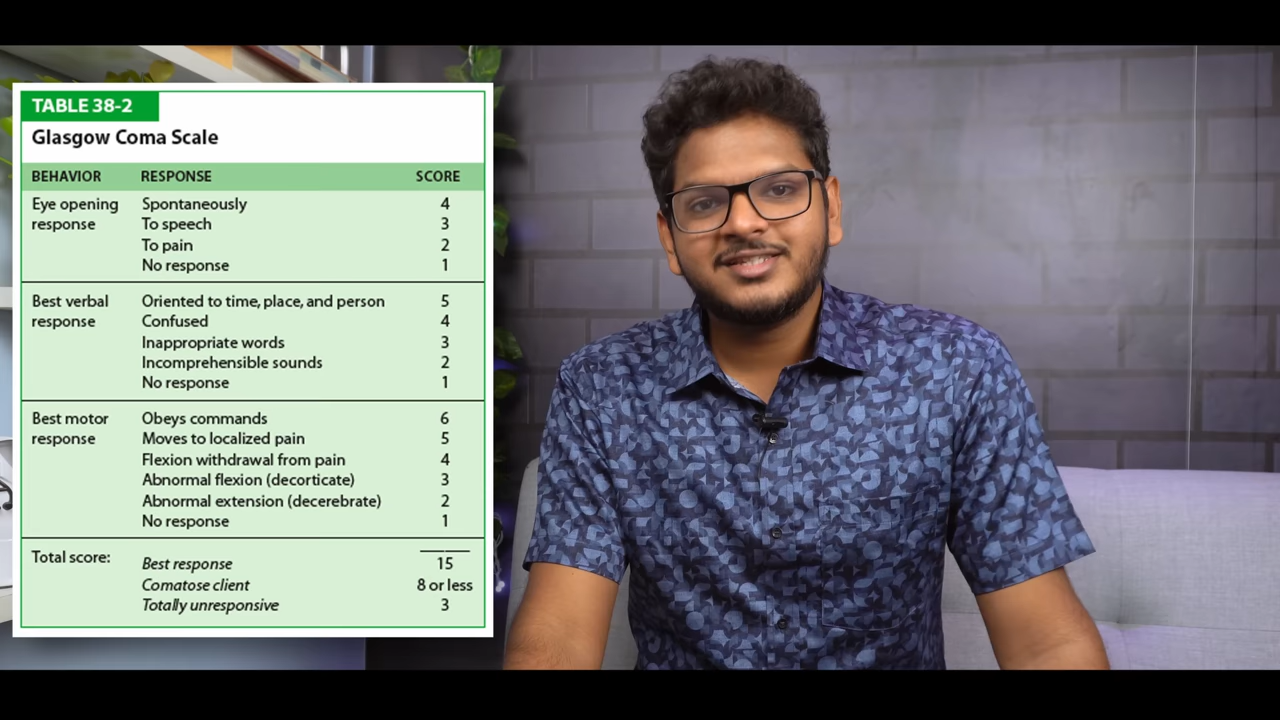 TABLE 38-2
Glasgow Coma Scale
BEHAVIOR RESPONSE SCORE
Eye opening Spontaneously 4
response To speech 3
To pain 2
No response 1
Best verbal Oriented to time, place, and person 5
response Confused 4
Inappropriate words 3
Incomprehensible sounds 2
No response 1
Best motor Obeys commands 6
response Moves to localized pain 5
Flexion withdrawal from pain 4
Abnormal flexion (decorticate) 3
Abnormal extension (decerebrate) 2
No response 1
Total score: Best response 15
Comatose client 8 or less
Totally unresponsive 3